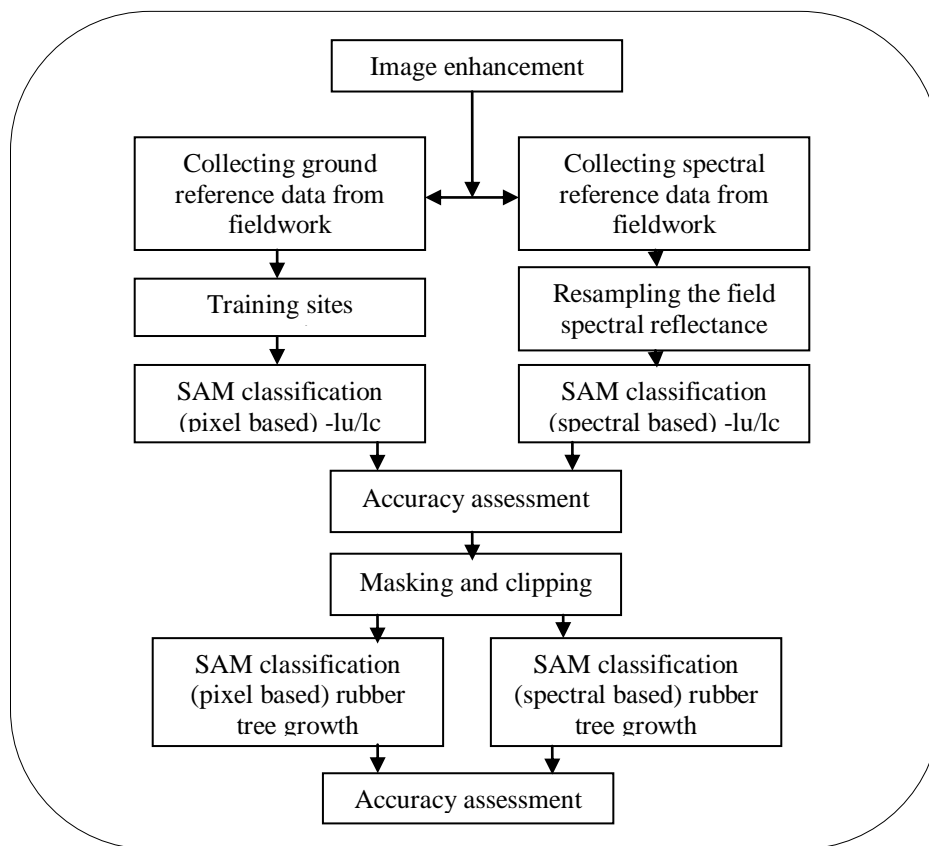 Image enhancement
Collecting ground
reference data from
fieldwork
Collecting spectral
reference data from
fieldwork
Training sites
Resampling the field
spectral reflectance
SAM classification
(pixel based) -lu/lc
SAM classification
(spectral based) -lu/lc
Accuracy assessment
Masking and clipping
SAM classification
(pixel based) rubber
tree growth
SAM classification
(spectral based) rubber
tree growth
Accuracy assessment